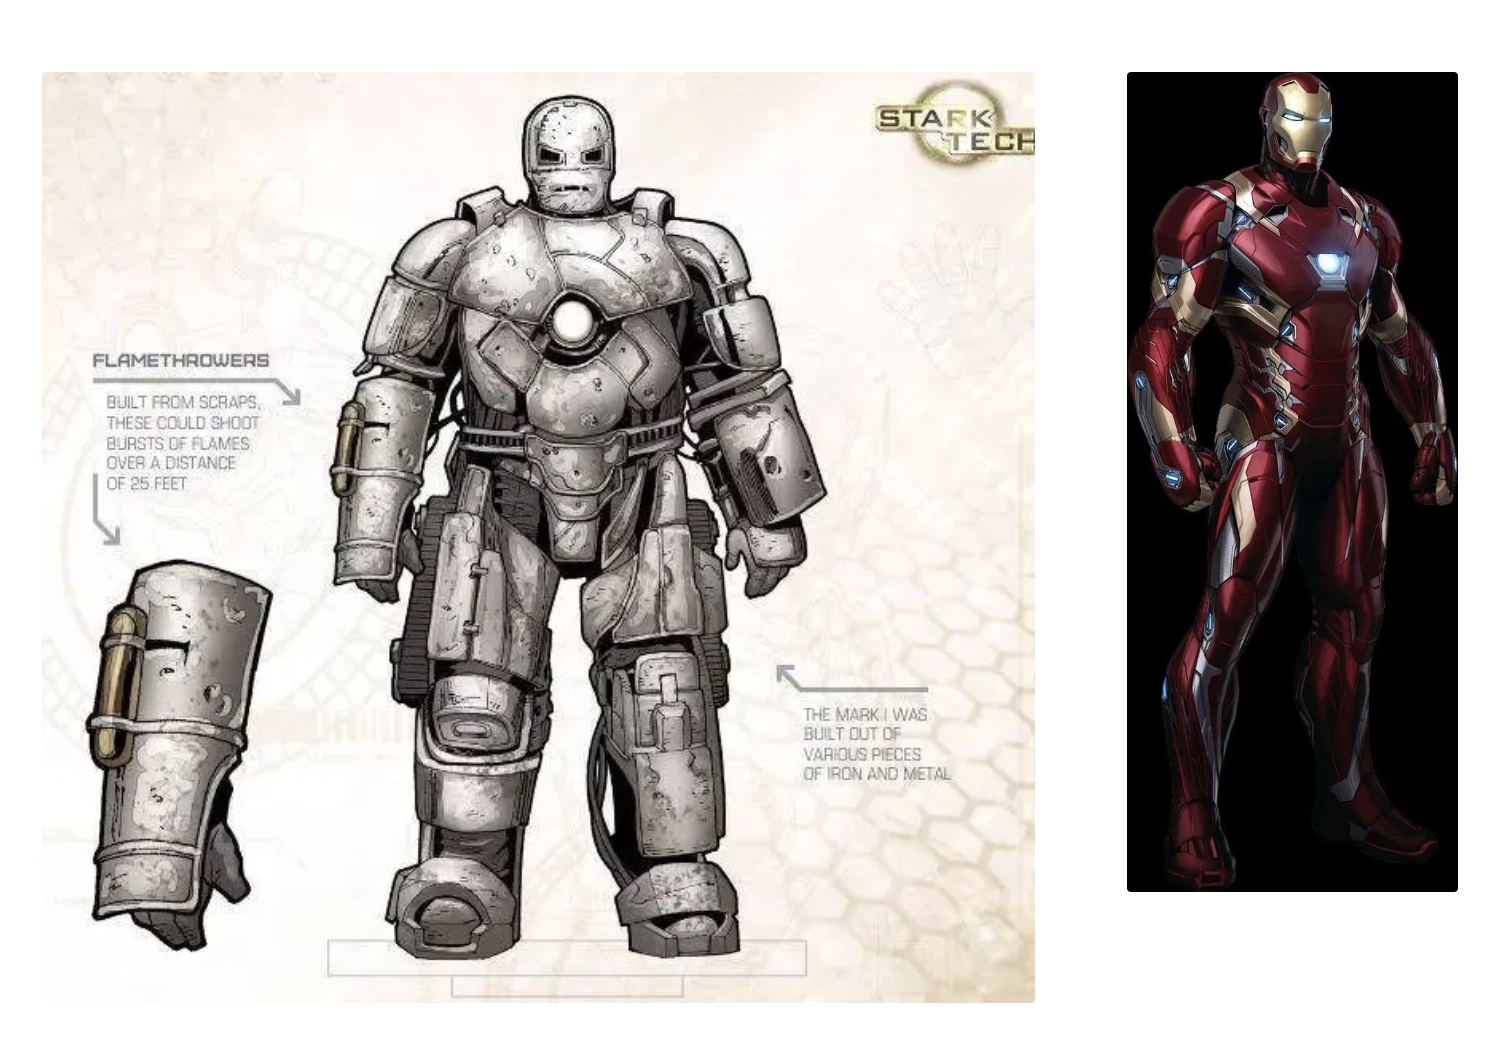 STARK
TECH
FLAMETHROWERS
BUILT FROM SCRAPS,
THESE COULD SHOOT
BURSTS OF FLAMES
OVER A DISTANCE
OF 25 FEET
THE MARK I WAS
BUILT OUT OF
VARIOUS PIECES
OF IRON AND METAL